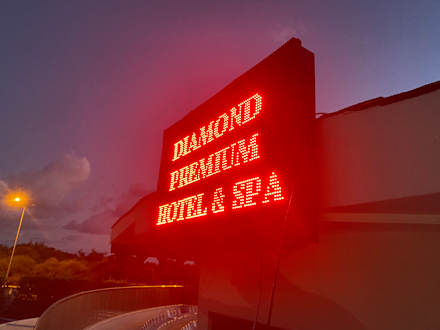 DIAMOND
PREMIUM
HOTEL & SPA